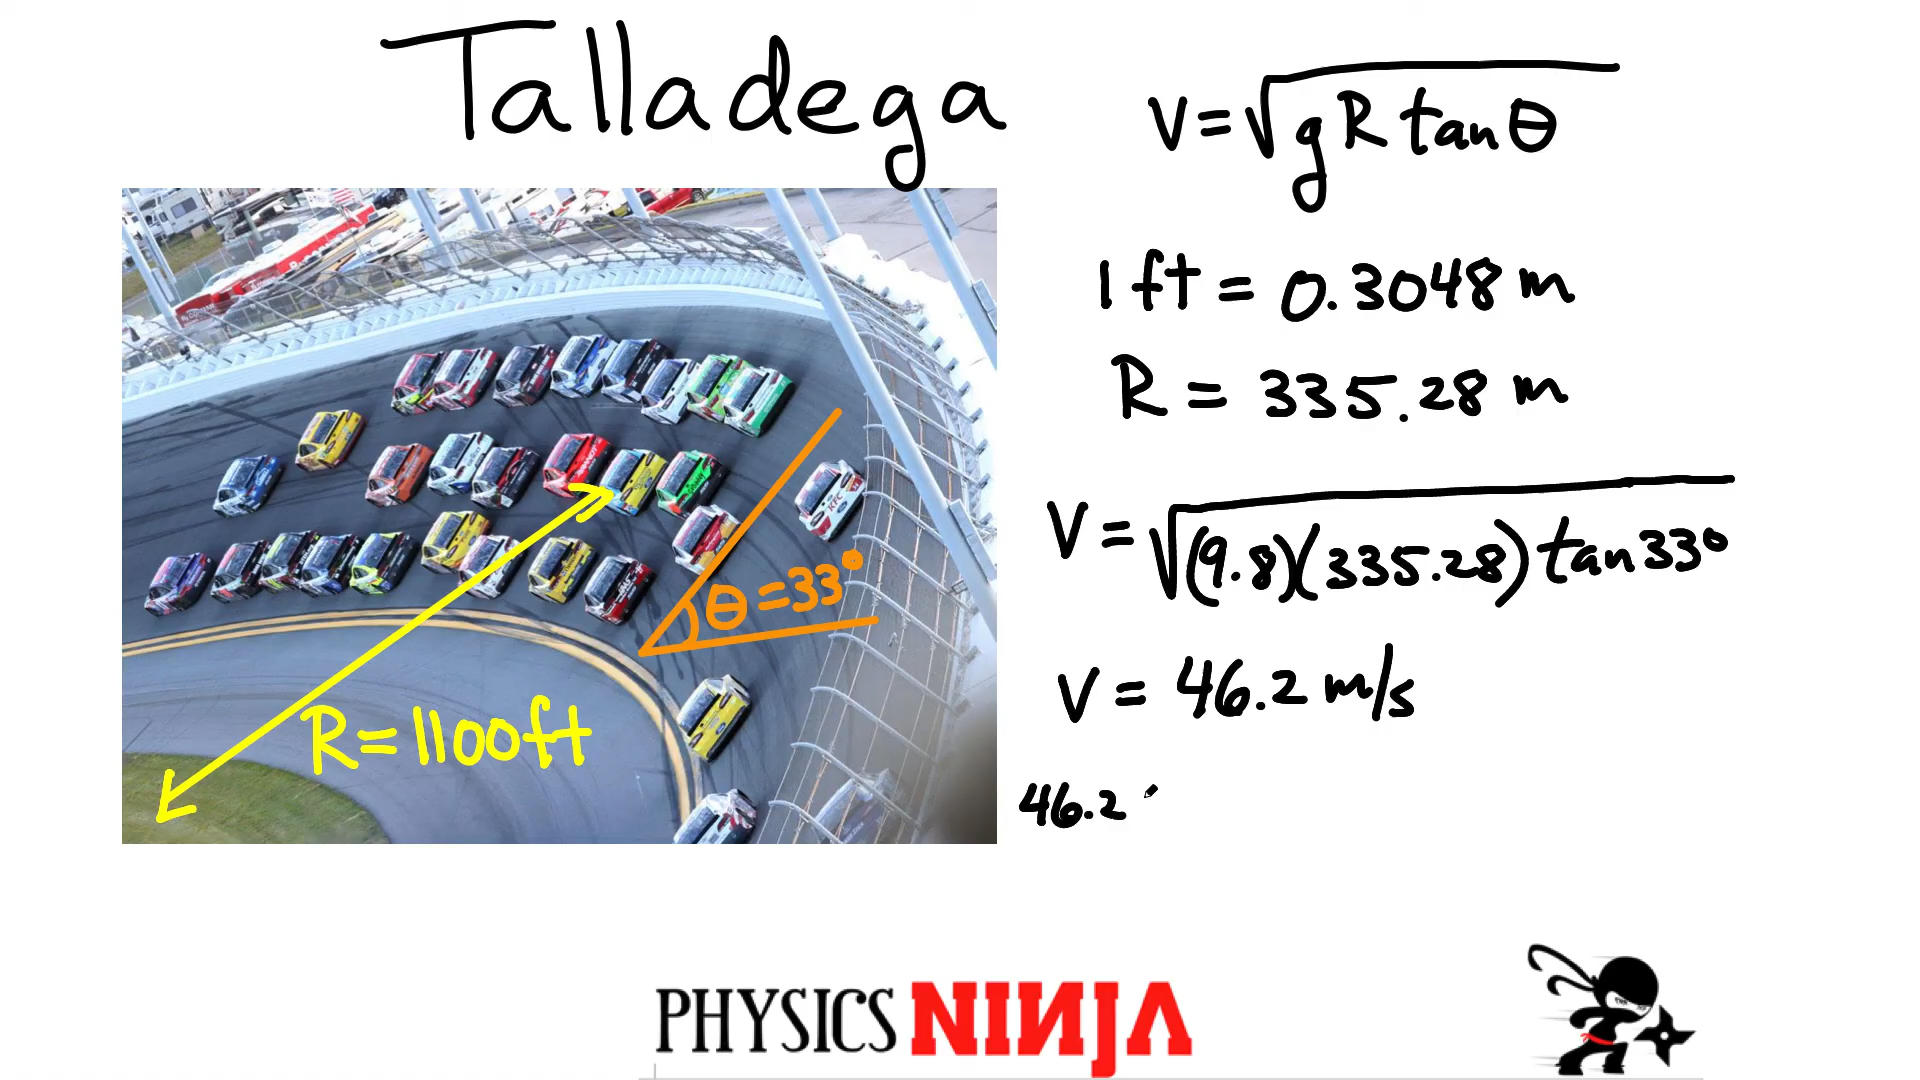 Talladega
V = √gR tanθ
1 ft = 0.3048 m
R = 335.28 m
V = √(9.8)(335.28) tan33°
V = 46.2 m/s
46.2
θ = 33°
R = 1100ft
KFC
PHYSICS NINJA